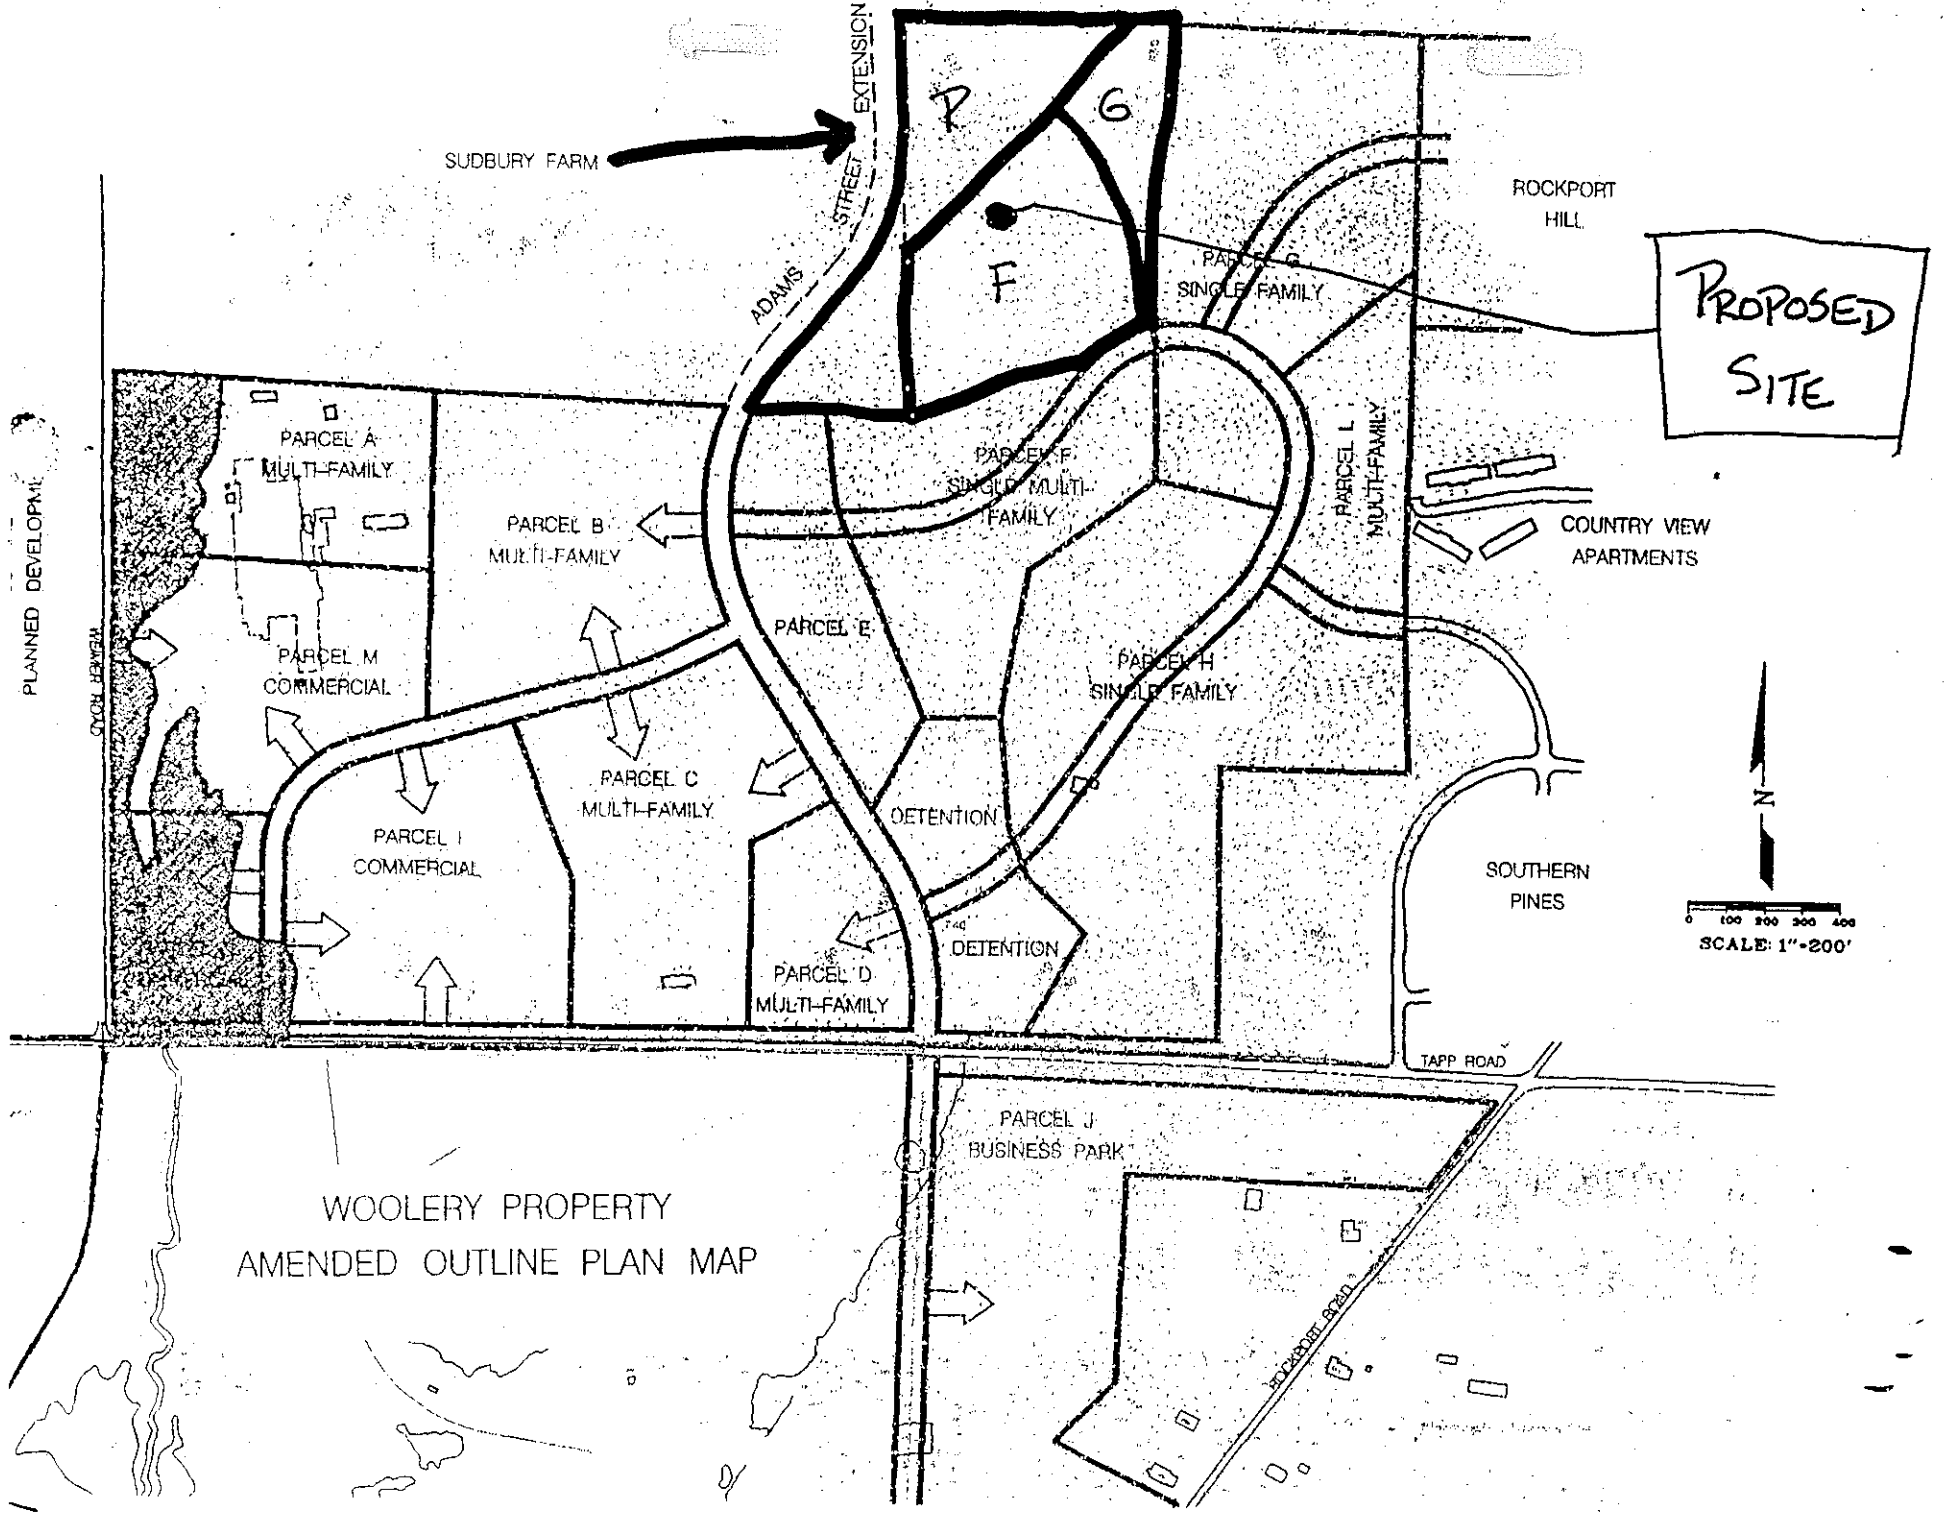 EXTENSION
STREET
ADAMS
SUDBURY FARM
P
G
F
ROCKPORT
HILL
PROPOSED
SITE
PARCEL G
SINGLE FAMILY
PARCEL A
MULTI-FAMILY
PARCEL B
MULTI-FAMILY
PARCEL F
SINGLE MULTI-
FAMILY
PARCEL L
MULTI-FAMILY
COUNTRY VIEW
APARTMENTS
PLANNED DEVELOPME
WEIMER ROAD
PARCEL M
COMMERCIAL
PARCEL E
PARCEL H
SINGLE FAMILY
PARCEL C
MULTI-FAMILY
DETENTION
PARCEL I
COMMERCIAL
SOUTHERN
PINES
N
0 100 200 300 400
SCALE: 1"=200'
740
DETENTION
PARCEL D
MULTI-FAMILY
TAPP ROAD
PARCEL J
BUSINESS PARK
ROCKPORT ROAD
WOOLERY PROPERTY
AMENDED OUTLINE PLAN MAP